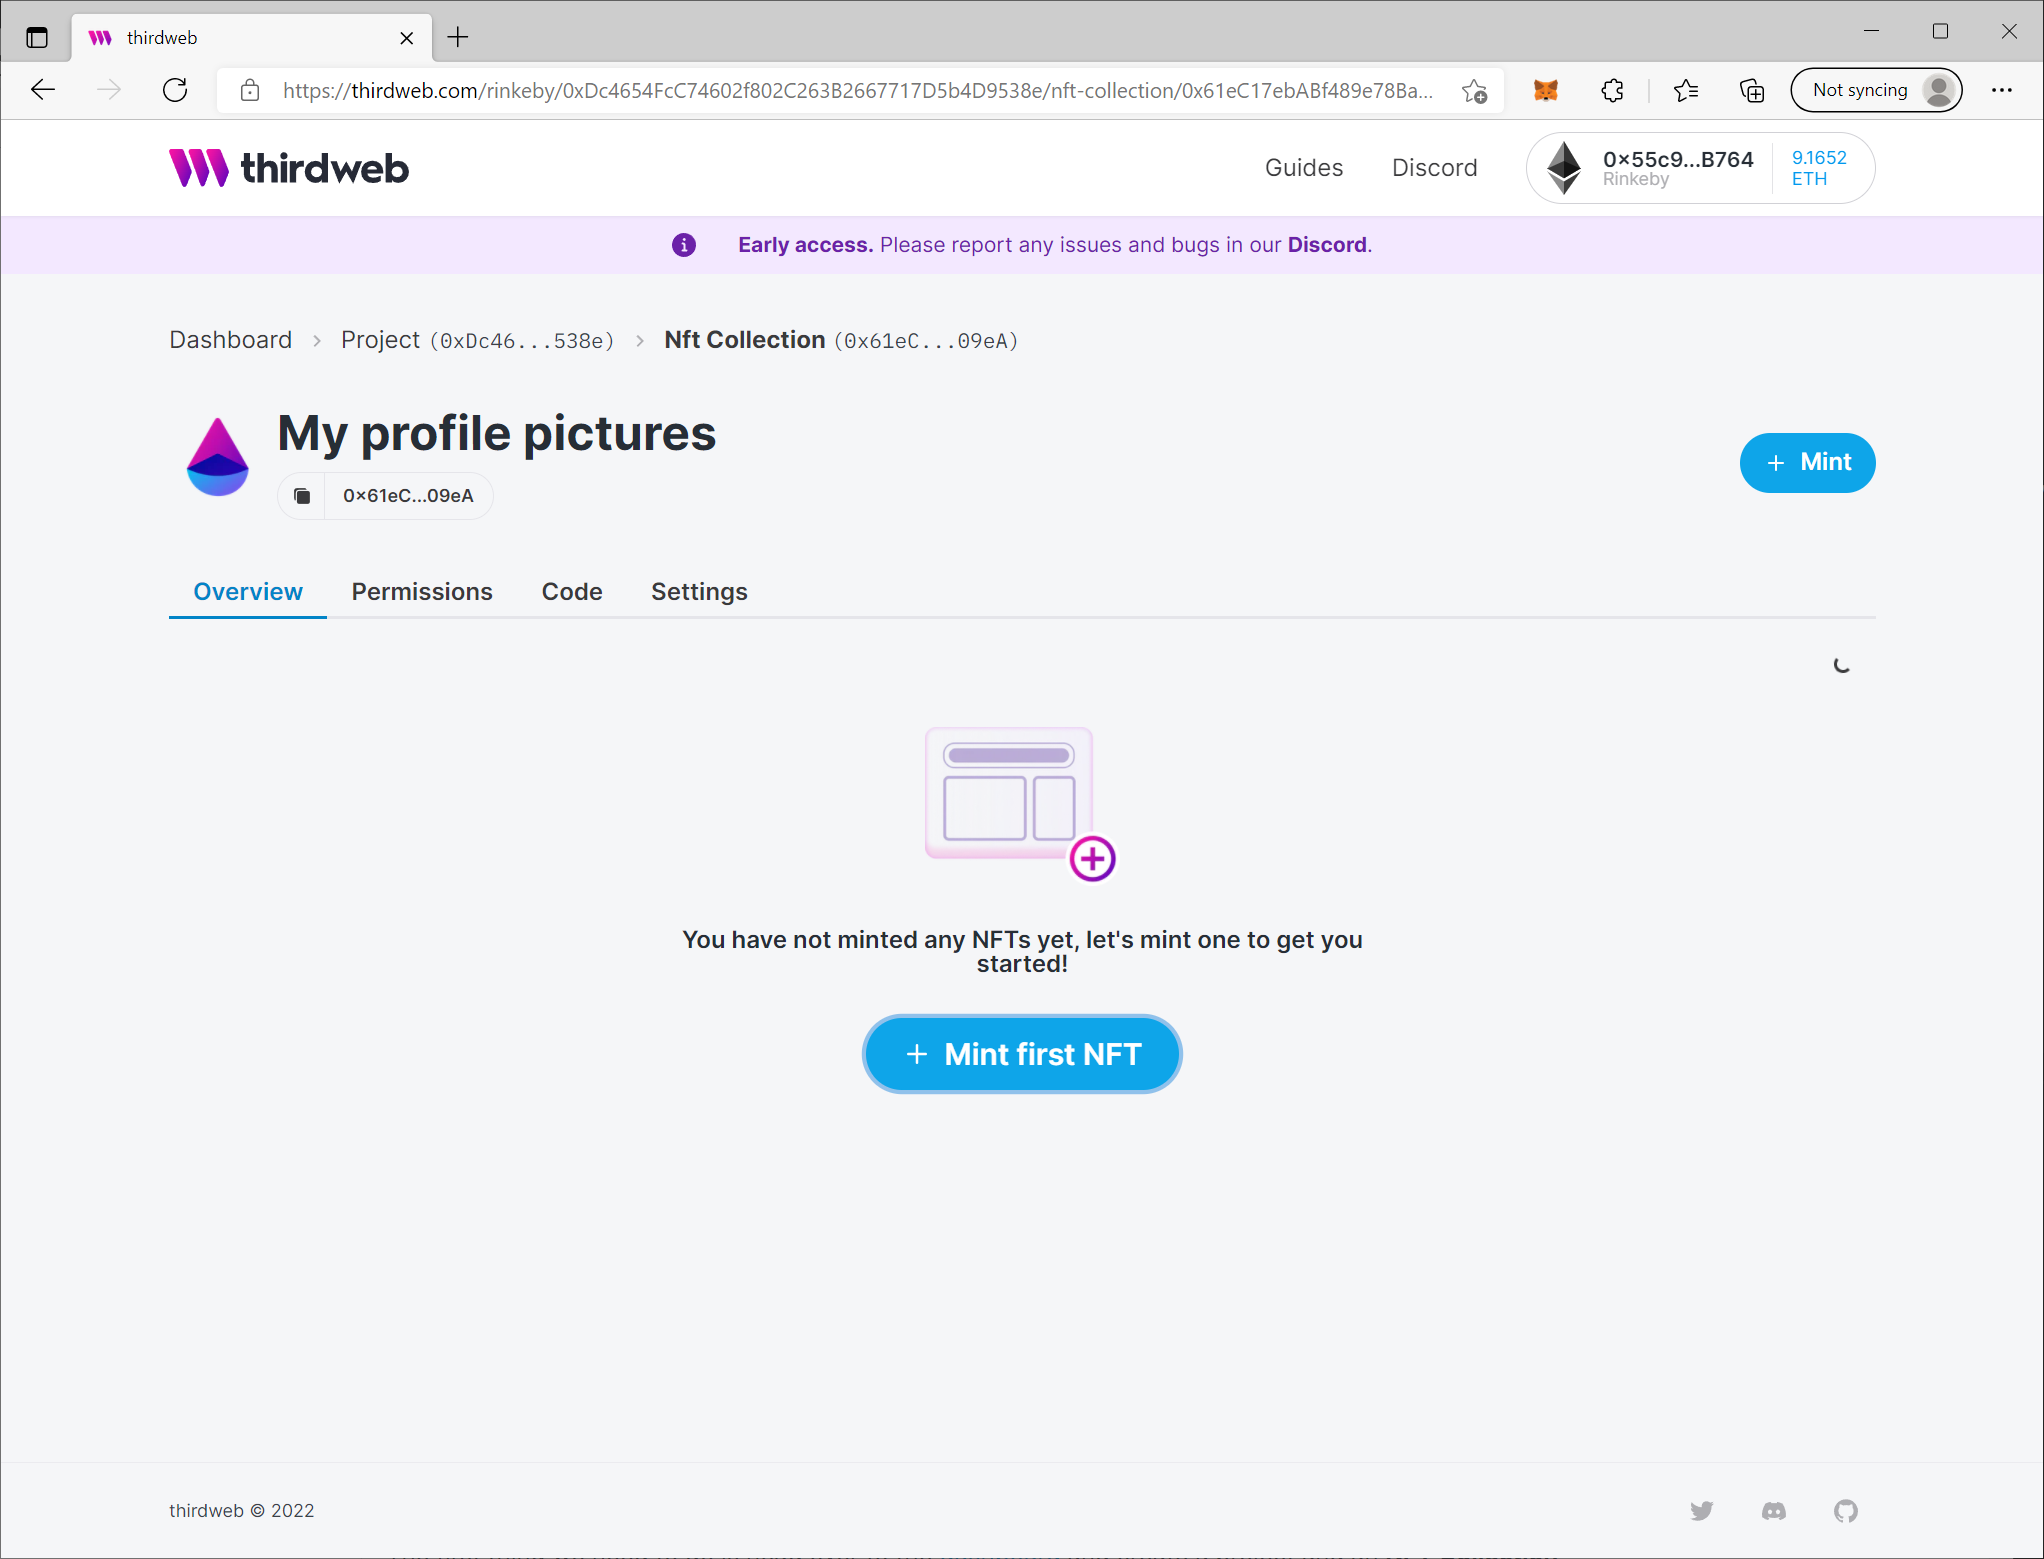 thirdweb
https://thirdweb.com/rinkeby/0xDc4654FcC74602f802C263B2667717D5b4D9538e/nft-collection/0x61eC17ebABf489e78Ba...
Not syncing
thirdweb
Guides
Discord
0x55c9...B764
Rinkeby
9.1652
ETH
Early access. Please report any issues and bugs in our Discord.
Dashboard > Project (0xDc46...538e) > Nft Collection (0x61eC...09eA)
My profile pictures
0x61eC...09eA
+ Mint
Overview
Permissions
Code
Settings
You have not minted any NFTs yet, let's mint one to get you
started!
+ Mint first NFT
thirdweb © 2022